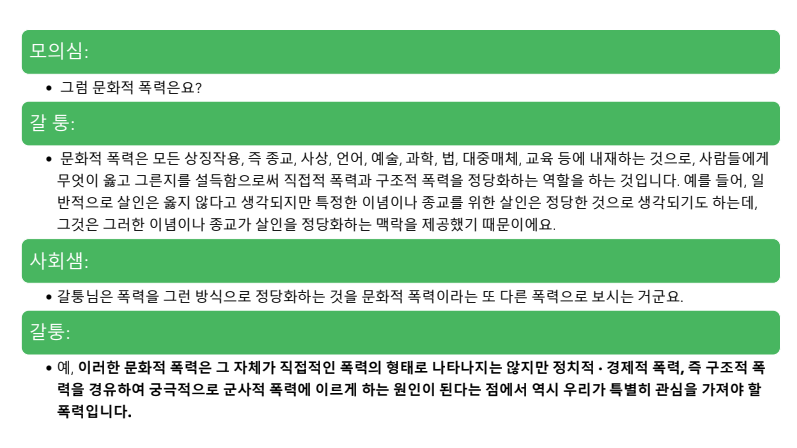 모의심:
• 그럼 문화적 폭력은요?
갈 퉁:
• 문화적 폭력은 모든 상징작용, 즉 종교, 사상, 언어, 예술, 과학, 법, 대중매체, 교육 등에 내재하는 것으로, 사람들에게
무엇이 옳고 그른지를 설득함으로써 직접적 폭력과 구조적 폭력을 정당화하는 역할을 하는 것입니다. 예를 들어, 일
반적으로 살인은 옳지 않다고 생각되지만 특정한 이념이나 종교를 위한 살인은 정당한 것으로 생각되기도 하는데,
그것은 그러한 이념이나 종교가 살인을 정당화하는 맥락을 제공했기 때문이에요.
사회샘:
• 갈퉁님은 폭력을 그런 방식으로 정당화하는 것을 문화적 폭력이라는 또 다른 폭력으로 보시는 거군요.
갈퉁:
• 예, 이러한 문화적 폭력은 그 자체가 직접적인 폭력의 형태로 나타나지는 않지만 정치적·경제적 폭력, 즉 구조적 폭
력을 경유하여 궁극적으로 군사적 폭력에 이르게 하는 원인이 된다는 점에서 역시 우리가 특별히 관심을 가져야 할
폭력입니다.